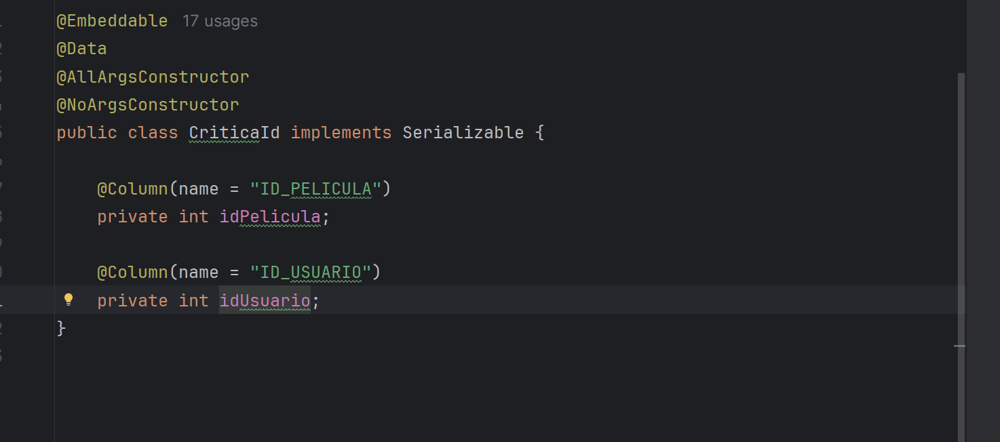 @Embeddable 17 usages
@Data
@AllArgsConstructor
@NoArgsConstructor
public class CriticaId implements Serializable {
@Column(name = "ID_PELICULA")
private int idPelicula;
@Column(name = "ID_USUARIO")
private int idUsuario;
}